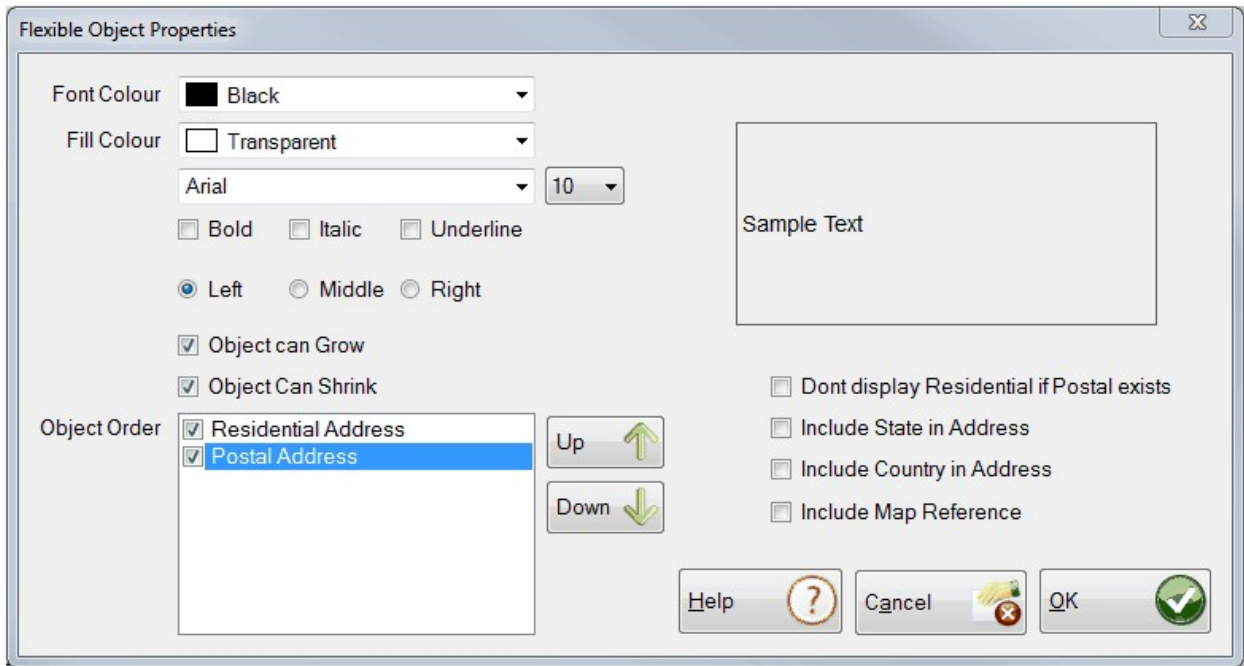 Flexible Object Properties
Font Colour Black
Fill Colour Transparent
Arial 10
Bold Italic Underline
Sample Text
Left Middle Right
Object can Grow
Object Can Shrink
Dont display Residential if Postal exists
Object Order Residential Address
Include State in Address
Postal Address
Up
Include Country in Address
Down
Include Map Reference
Help ? Cancel OK